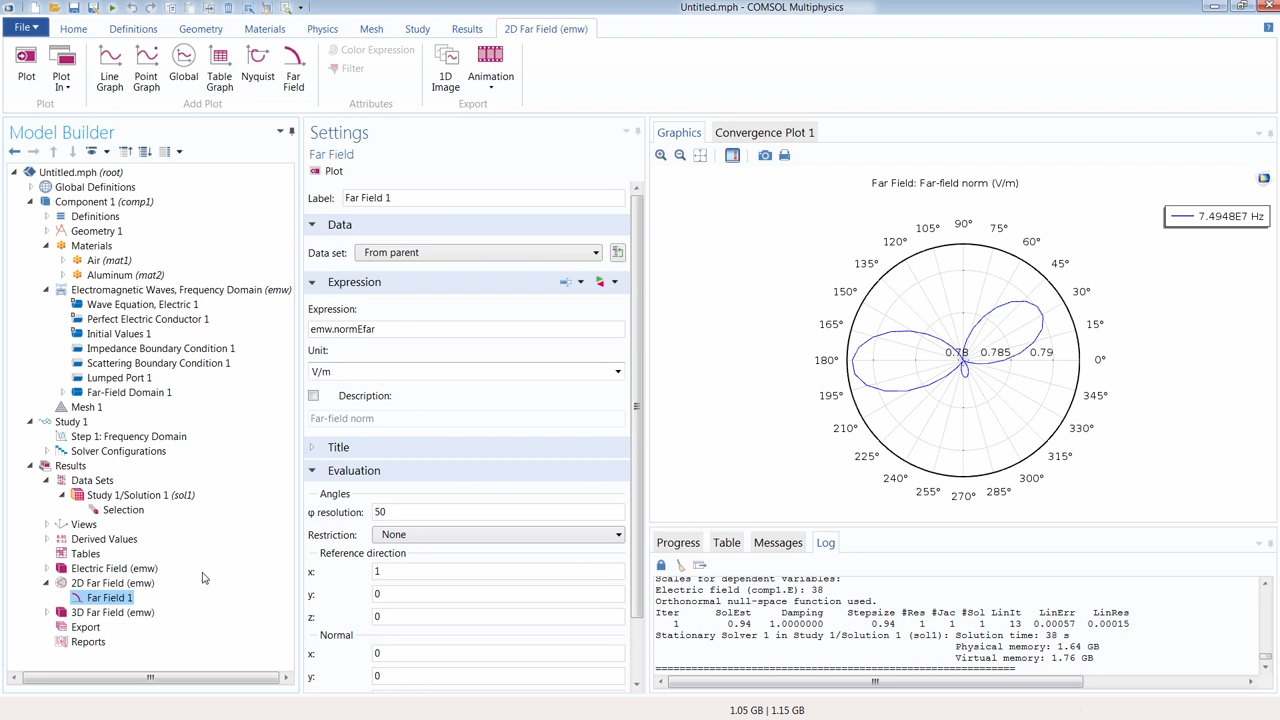 Untitled.mph - COMSOL Multiphysics
File
Home
Definitions
Geometry
Materials
Physics
Mesh
Study
Results
2D Far Field (emw)
Plot
Plot In
Line Graph
Point Graph
Global
Table Graph
Nyquist
Far Field
Color Expression
Filter
1D Image
Animation
Plot
Add Plot
Attributes
Export
Model Builder
Untitled.mph (root)
Global Definitions
Component 1 (comp1)
Definitions
Geometry 1
Materials
Air (mat1)
Aluminum (mat2)
Electromagnetic Waves, Frequency Domain (emw)
Wave Equation, Electric 1
Perfect Electric Conductor 1
Initial Values 1
Impedance Boundary Condition 1
Scattering Boundary Condition 1
Lumped Port 1
Far-Field Domain 1
Mesh 1
Study 1
Step 1: Frequency Domain
Solver Configurations
Results
Data Sets
Study 1/Solution 1 (sol1)
Selection
Views
Derived Values
Tables
Electric Field (emw)
2D Far Field (emw)
Far Field 1
3D Far Field (emw)
Export
Reports
Settings
Far Field
Plot
Label: Far Field 1
Data
Data set: From parent
Expression
Expression:
emw.normEfar
Unit:
V/m
Description:
Far-field norm
Title
Evaluation
Angles
φ resolution: 50
Restriction: None
Reference direction
x: 1
y: 0
z: 0
Normal
x: 0
y: 0
Graphics
Convergence Plot 1
Far Field: Far-field norm (V/m)
7.4948E7 Hz
90°
105° 75°
120° 60°
135° 45°
150° 30°
165° 15°
0.78 0.785 0.79
180° 0°
195° 345°
210° 330°
225° 315°
240° 300°
255° 285°
270°
Progress
Table
Messages
Log
Scales for dependent variables:
Electric field (comp1.E): 38
Orthonormal null-space function used.
Iter SolEst Damping Stepsize #Res #Jac #Sol LinIt LinErr LinRes
1 0.94 1.0000000 0.94 1 1 1 13 0.00057 0.00015
Stationary Solver 1 in Study 1/Solution 1 (sol1): Solution time: 38 s
Physical memory: 1.64 GB
Virtual memory: 1.76 GB
1.05 GB | 1.15 GB